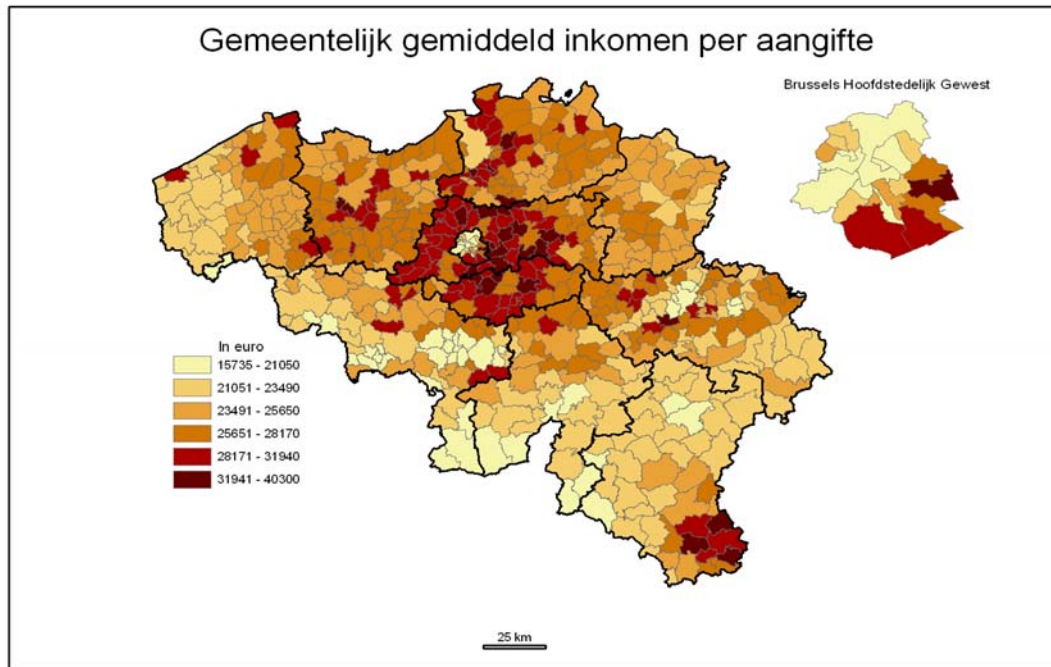 Gemeentelijk gemiddeld inkomen per aangifte
Brussels Hoofdstedelijk Gewest
In euro
15735 - 21050
21051 - 23490
23491 - 25650
25651 - 28170
28171 - 31940
31941 - 40300
25 km